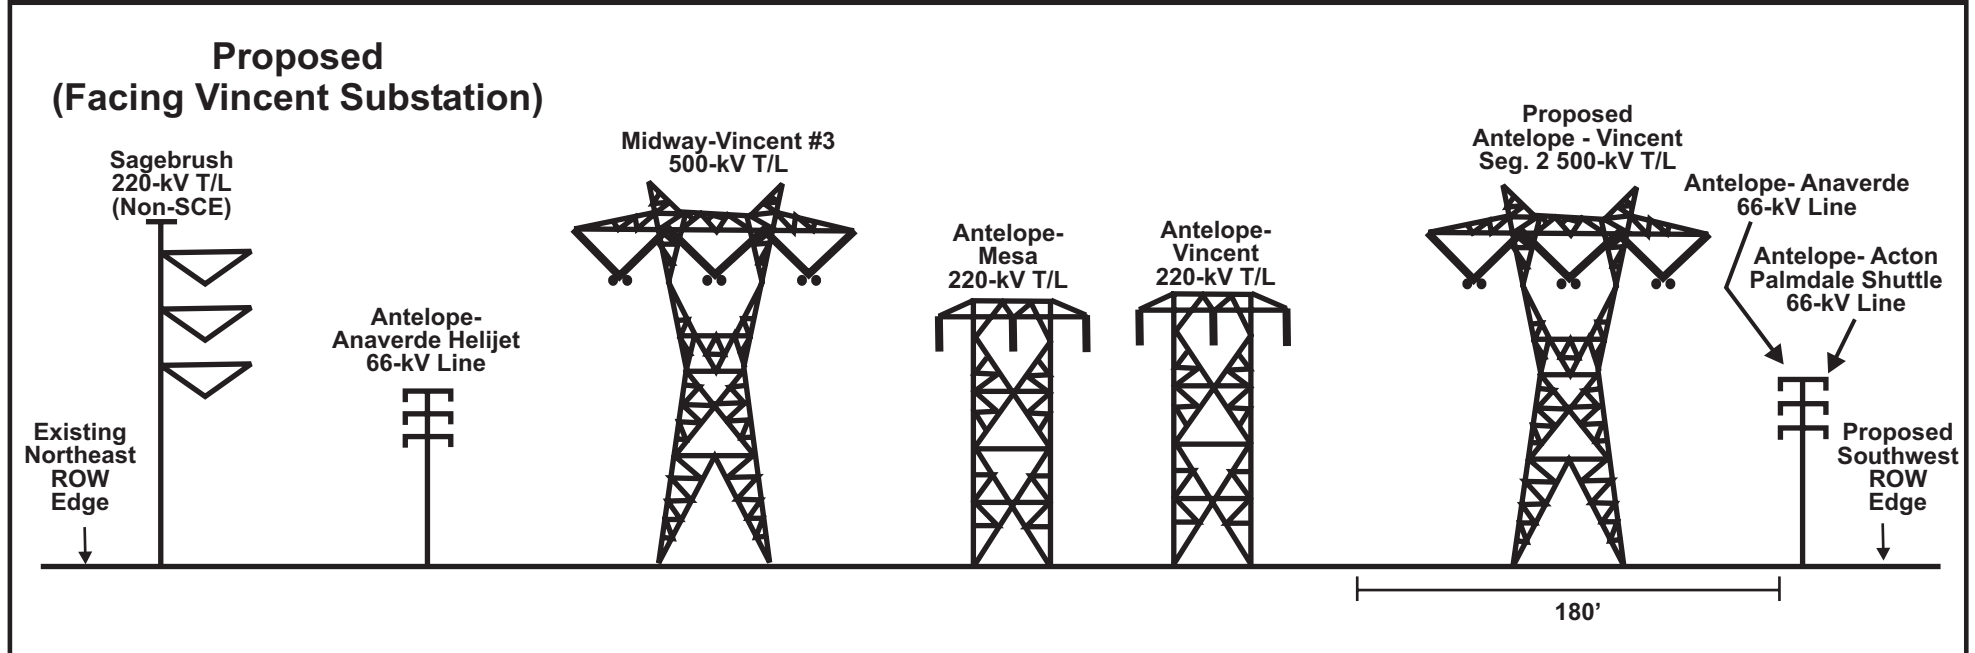 Proposed
(Facing Vincent Substation)
Sagebrush
220-kV T/L
(Non-SCE)
Existing
Northeast
ROW
Edge
Antelope-
Anaverde Helijet
66-kV Line
Midway-Vincent #3
500-kV T/L
Antelope-
Mesa
220-kV T/L
Antelope-
Vincent
220-kV T/L
Proposed
Antelope - Vincent
Seg. 2 500-kV T/L
Antelope- Anaverde
66-kV Line
Antelope- Acton
Palmdale Shuttle
66-kV Line
Proposed
Southwest
ROW
Edge
180’